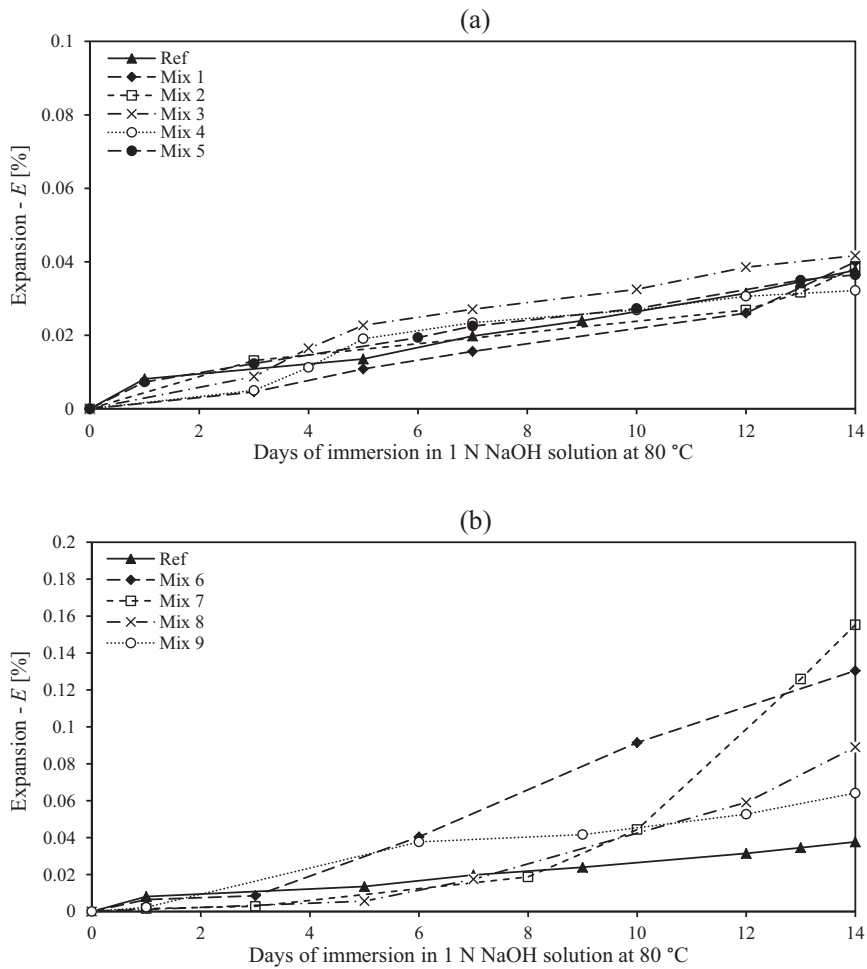 (a)
0.1
0.08
0.06
0.04
0.02
0
Expansion - E [%]
Ref
Mix 1
Mix 2
Mix 3
Mix 4
Mix 5
0 2 4 6 8 10 12 14
Days of immersion in 1 N NaOH solution at 80 °C
(b)
0.2
0.18
0.16
0.14
0.12
0.1
0.08
0.06
0.04
0.02
0
Expansion - E [%]
Ref
Mix 6
Mix 7
Mix 8
Mix 9
0 2 4 6 8 10 12 14
Days of immersion in 1 N NaOH solution at 80 °C